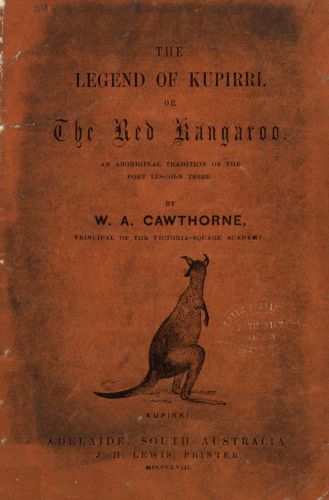 THE
LEGEND OF KUPIRRI.
OR
The Red Kangaroo.
AN ABORIGINAL TRADITION OF THE
PORT LINCOLN TRIBE.
BY
W. A. CAWTHORNE,
PRINCIPAL OF THE VICTORIA-SQUARE ACADEMY.
KUPIRRI.
ADELAIDE, SOUTH AUSTRALIA:
J. H. LEWIS, PRINTER.
MDCCCLVIII.